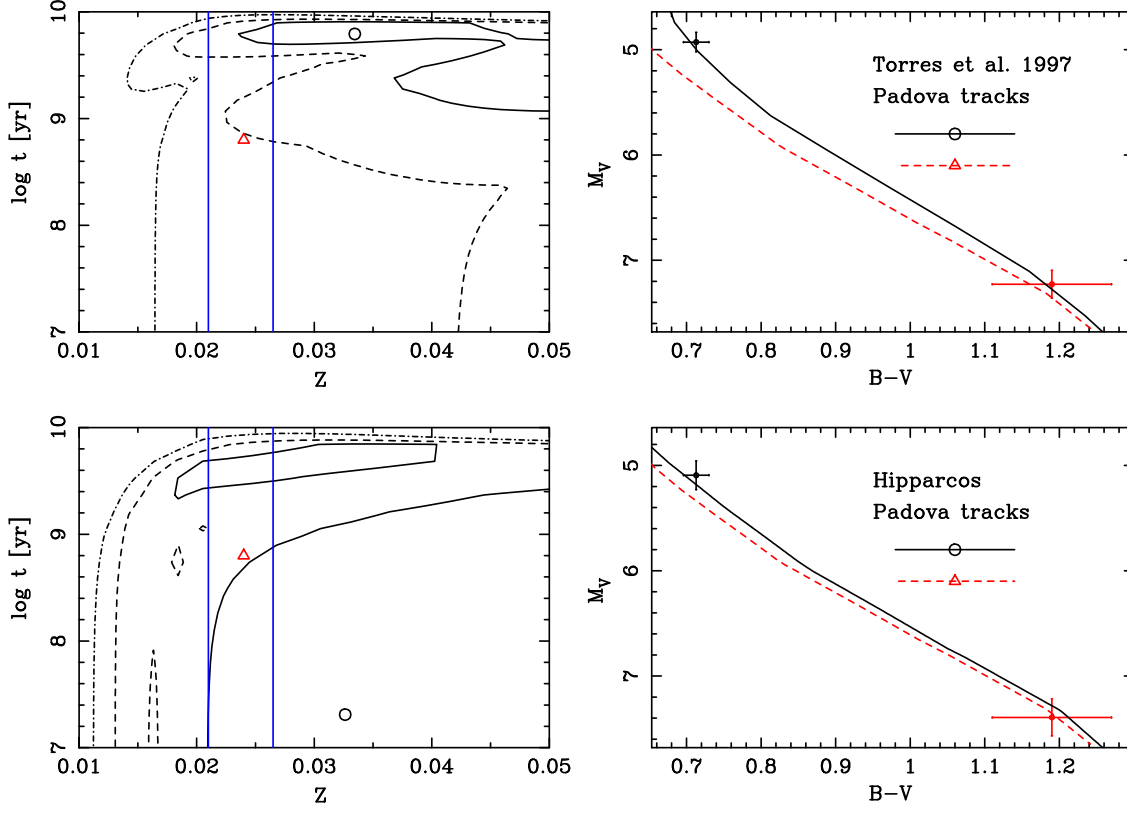 10
9
8
7
log t [yr]
0.01 0.02 0.03 0.04 0.05
Z
5
6
7
M_V
Torres et al. 1997
Padova tracks
0.7 0.8 0.9 1 1.1 1.2
B−V
10
9
8
7
log t [yr]
0.01 0.02 0.03 0.04 0.05
Z
5
6
7
M_V
Hipparcos
Padova tracks
0.7 0.8 0.9 1 1.1 1.2
B−V